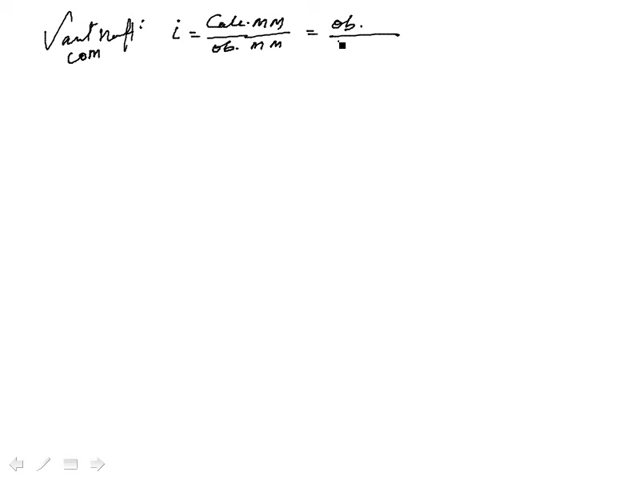 Vant Hoff: i = Calc. MM / ob. MM = ob.
com